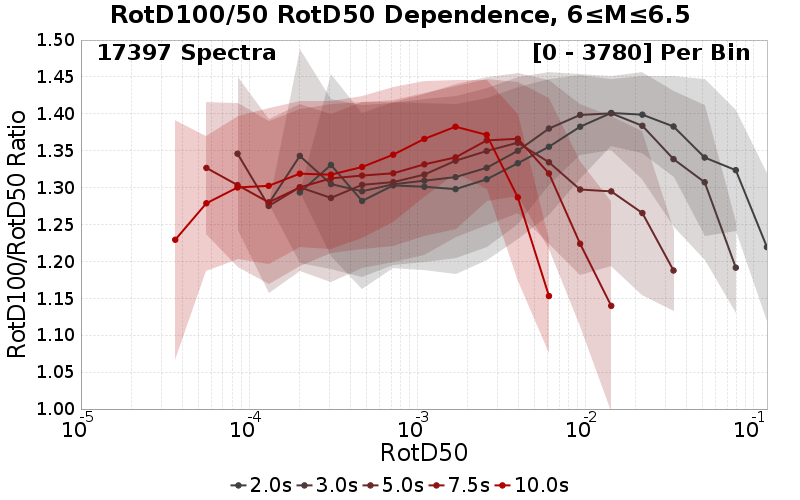 RotD100/50 RotD50 Dependence, 6≤M≤6.5
17397 Spectra
[0 - 3780] Per Bin
RotD100/RotD50 Ratio
1.50
1.45
1.40
1.35
1.30
1.25
1.20
1.15
1.10
1.05
1.00
10^-5 10^-4 10^-3 10^-2 10^-1
RotD50
2.0s 3.0s 5.0s 7.5s 10.0s